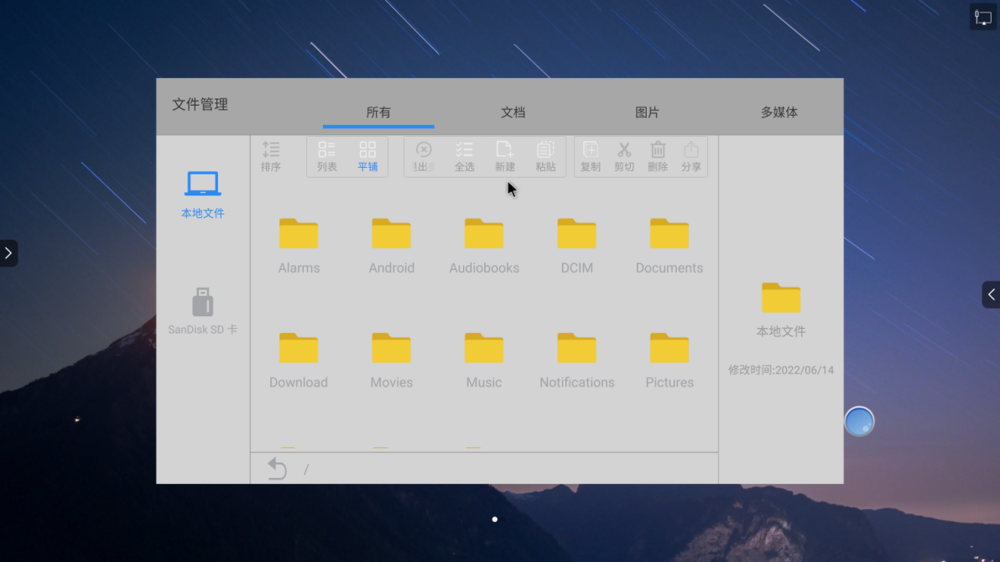 文件管理
所有
文档
图片
多媒体
排序
列表
平铺
全选
新建
粘贴
复制
剪切
删除
分享
本地文件
SanDisk SD 卡
Alarms
Android
Audiobooks
DCIM
Documents
Download
Movies
Music
Notifications
Pictures
本地文件
修改时间:2022/06/14
/